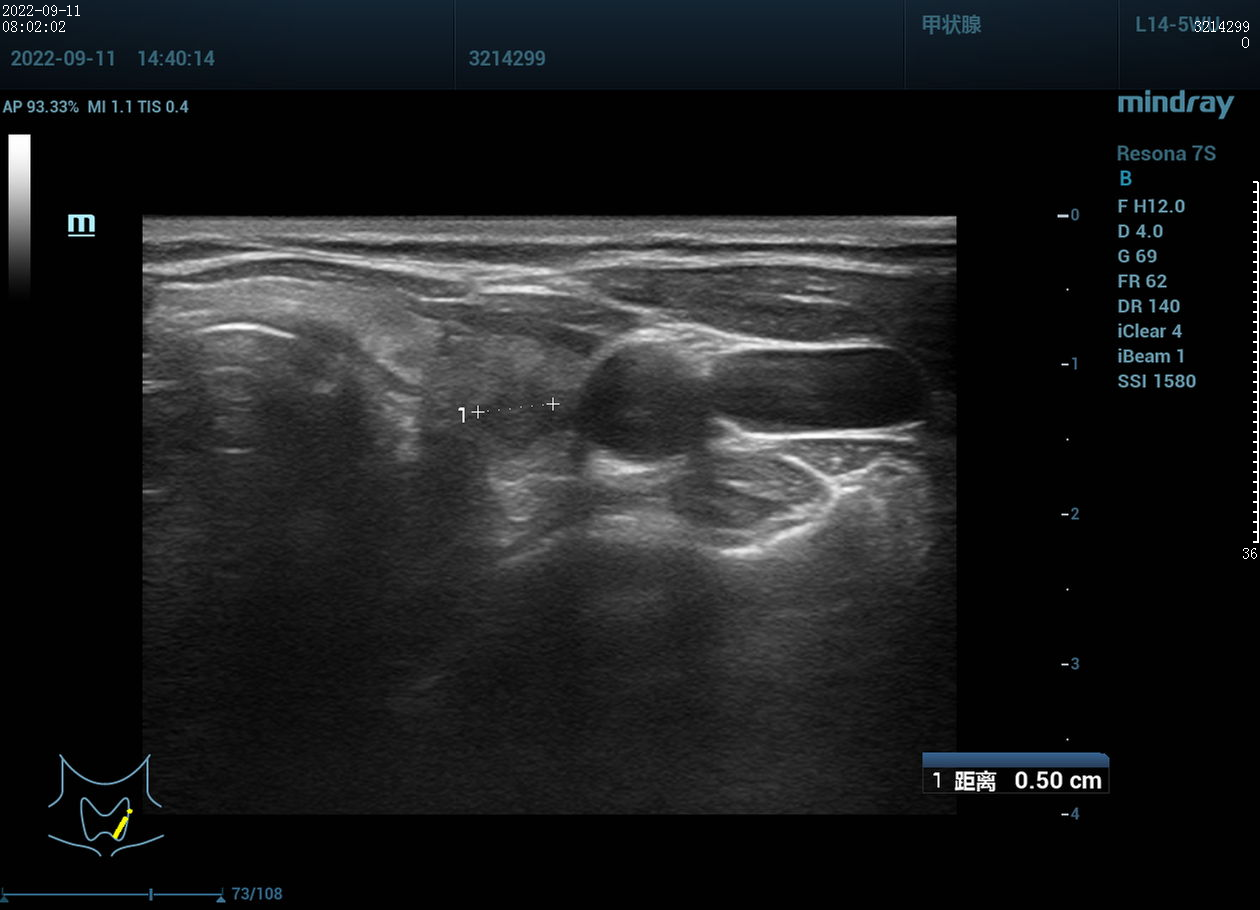 2022-09-11
08:02:02
2022-09-11 14:40:14
3214299
甲状腺
3214299
0
AP 93.33% MI 1.1 TIS 0.4
mindray
Resona 7S
B
F H12.0
D 4.0
G 69
FR 62
DR 140
iClear 4
iBeam 1
SSI 1580
m
0
1
2
3
4
36
1
1 距离 0.50 cm
73/108